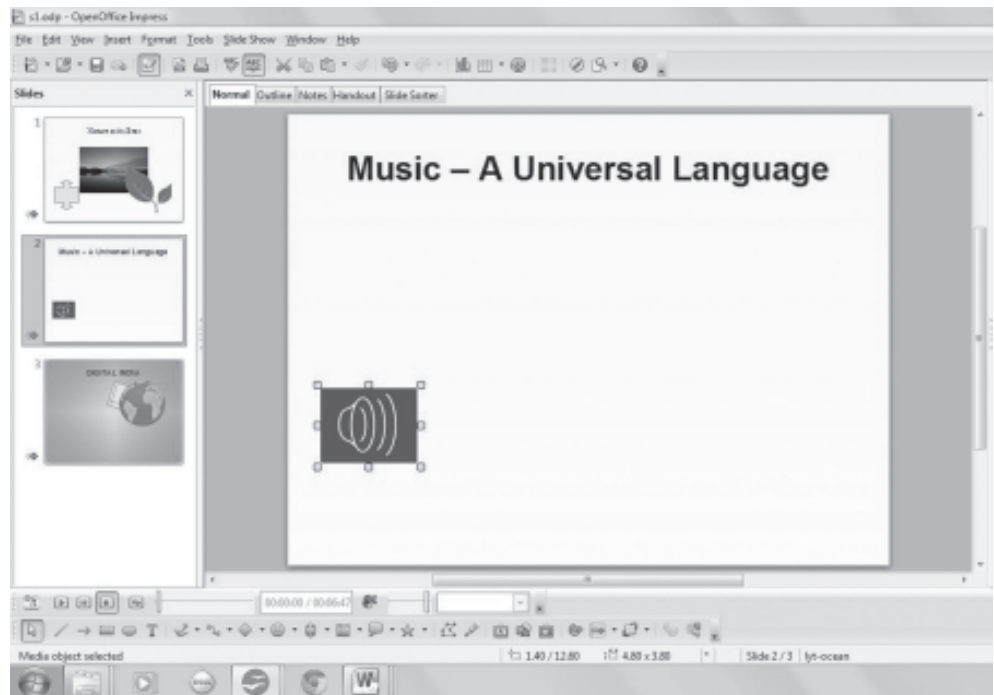 s1.odp - OpenOffice Impress
File Edit View Insert Format Tools Slide Show Window Help
Slides
Normal Outline Notes Handout Slide Sorter
1
2
Music – A Universal Language
3
DIGITAL INDIA
Music – A Universal Language
00:00:00 / 00:06:47
Media object selected
1.40 / 12.60
4.80 x 3.80
*
Slide 2 / 3
lyt-ocean